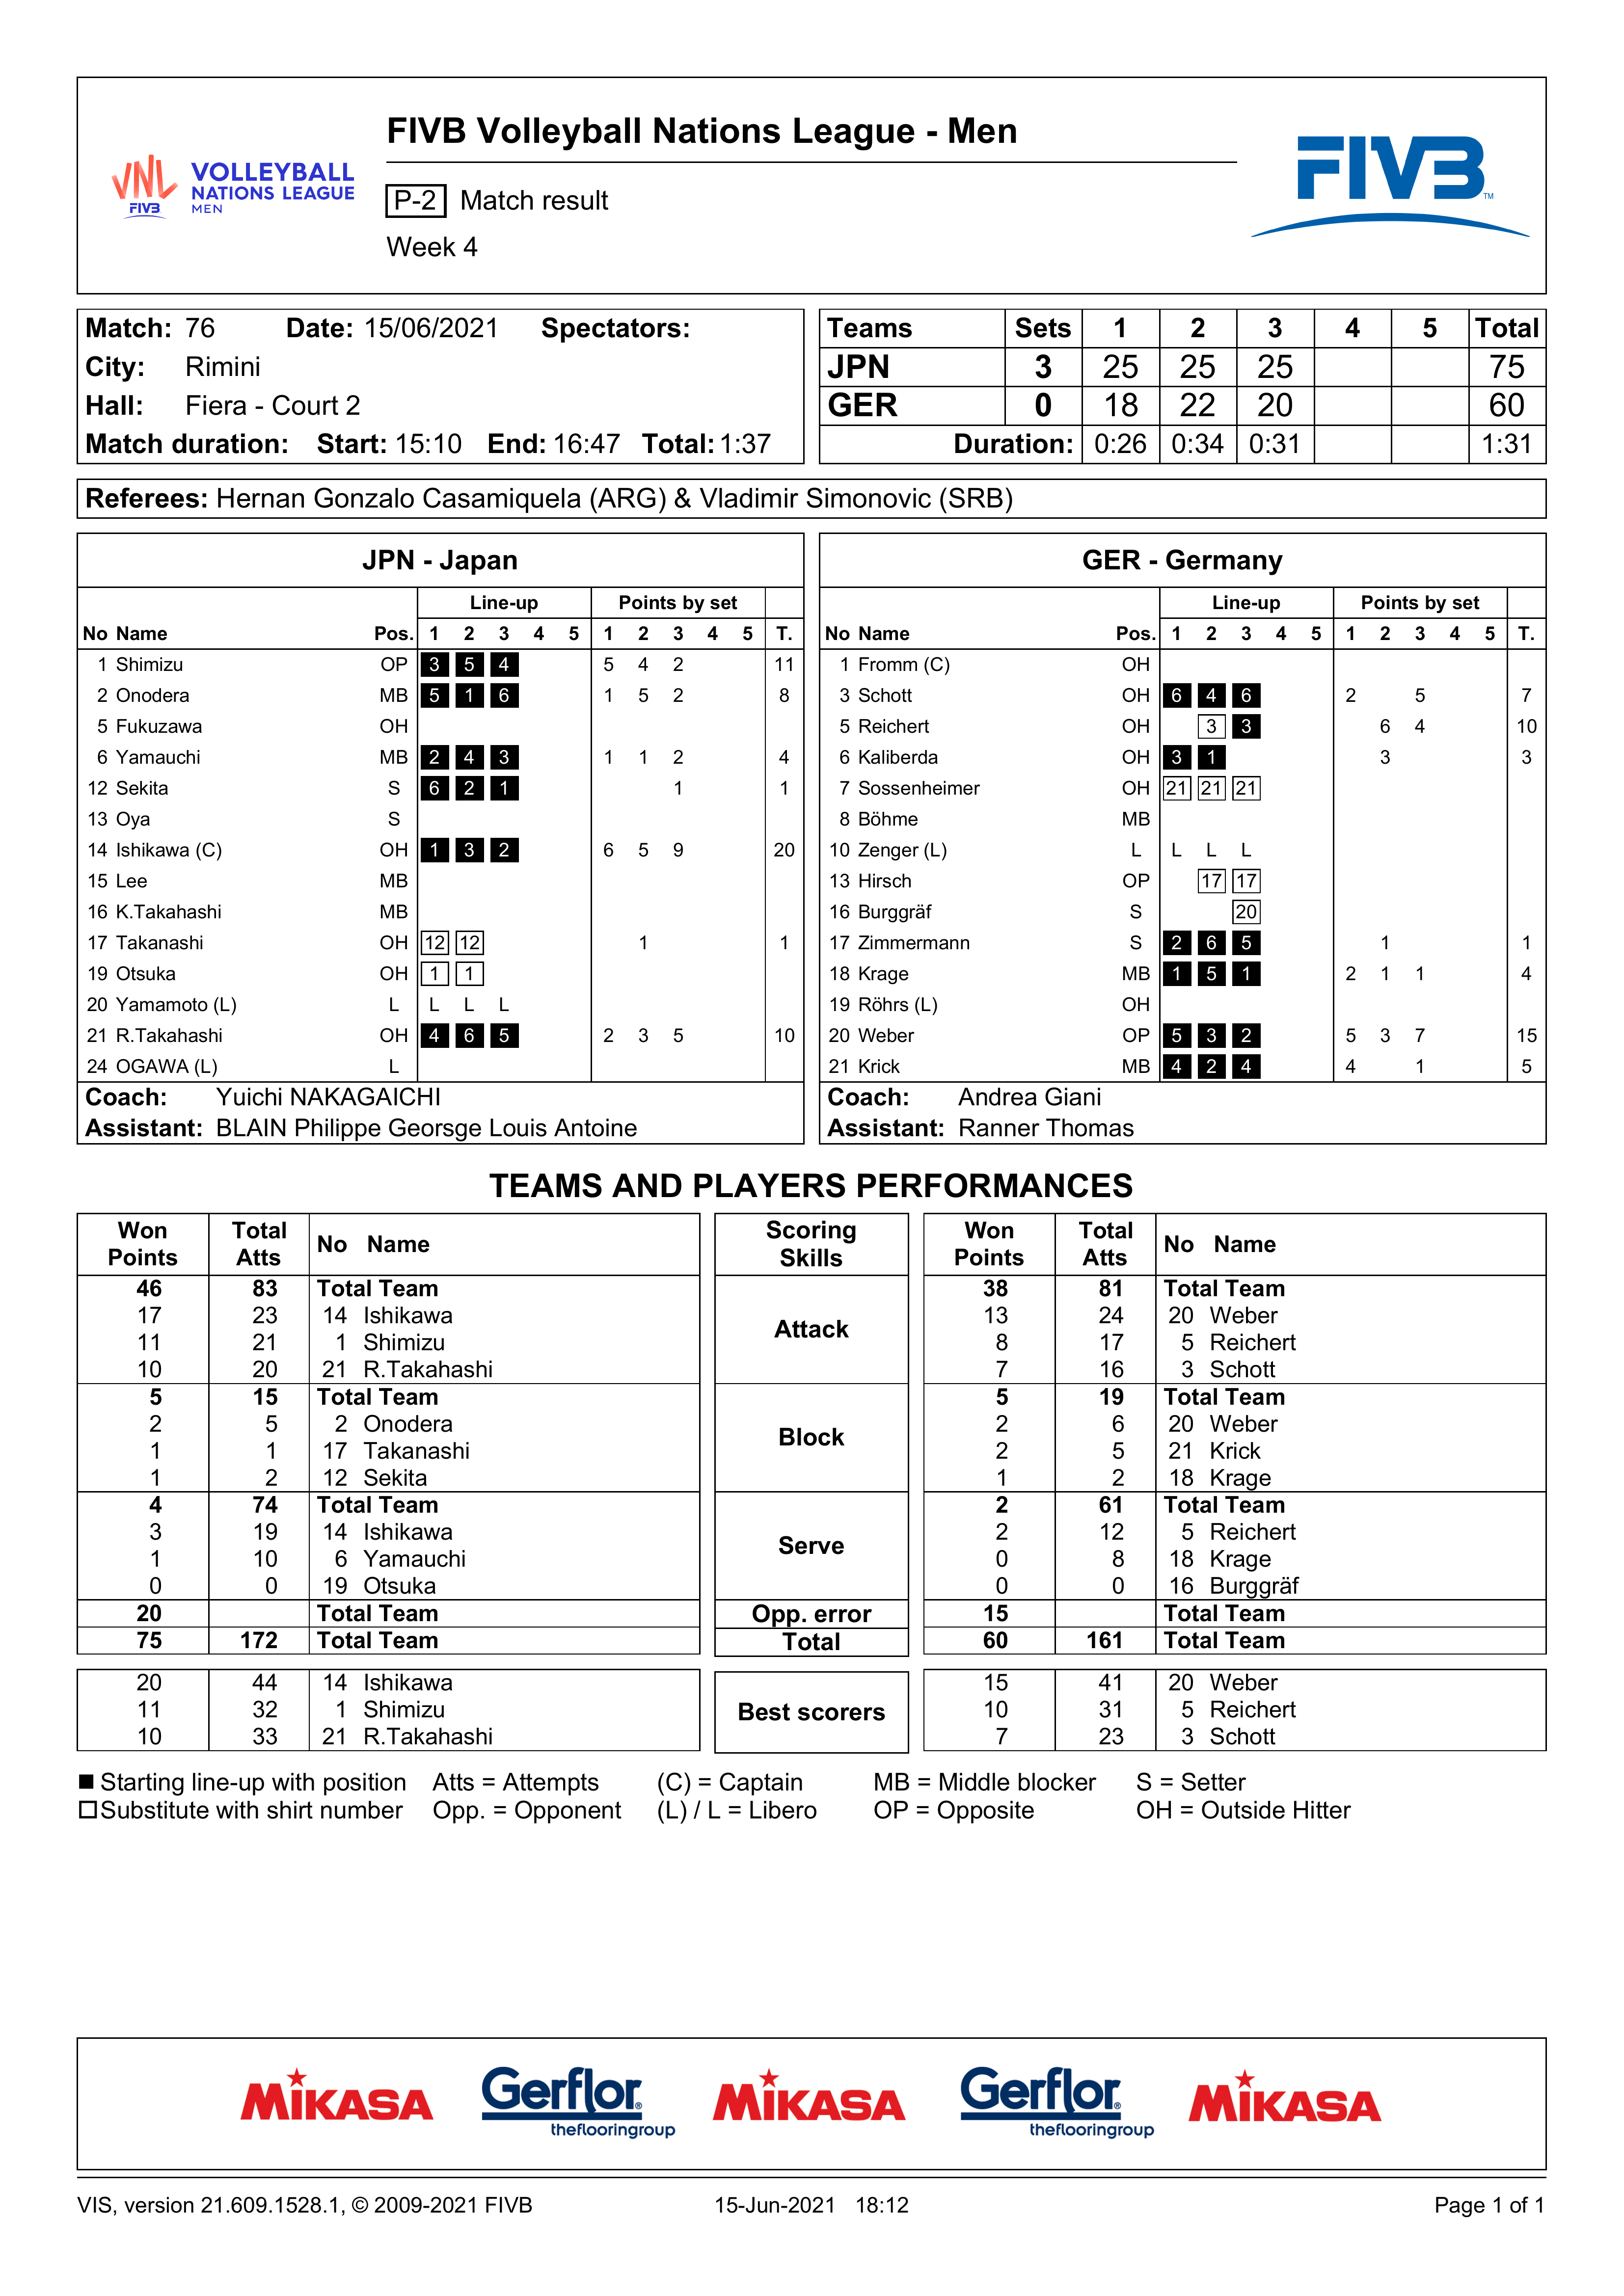 FIVB Volleyball Nations League - Men
VNL FIVB VOLLEYBALL NATIONS LEAGUE MEN
P-2 Match result
Week 4
FIVB TM
Match: 76 Date: 15/06/2021 Spectators:
City: Rimini
Hall: Fiera - Court 2
Match duration: Start: 15:10 End: 16:47 Total: 1:37
Teams Sets 1 2 3 4 5 Total
JPN 3 25 25 25 75
GER 0 18 22 20 60
Duration: 0:26 0:34 0:31 1:31
Referees: Hernan Gonzalo Casamiquela (ARG) & Vladimir Simonovic (SRB)
JPN - Japan
Line-up Points by set
No Name Pos. 1 2 3 4 5 1 2 3 4 5 T.
1 Shimizu OP 3 5 4 5 4 2 11
2 Onodera MB 5 1 6 1 5 2 8
5 Fukuzawa OH
6 Yamauchi MB 2 4 3 1 1 2 4
12 Sekita S 6 2 1 1 1
13 Oya S
14 Ishikawa (C) OH 1 3 2 6 5 9 20
15 Lee MB
16 K.Takahashi MB
17 Takanashi OH 12 12 1 1
19 Otsuka OH 1 1
20 Yamamoto (L) L L L L
21 R.Takahashi OH 4 6 5 2 3 5 10
24 OGAWA (L) L
Coach: Yuichi NAKAGAICHI
Assistant: BLAIN Philippe Georsge Louis Antoine
GER - Germany
Line-up Points by set
No Name Pos. 1 2 3 4 5 1 2 3 4 5 T.
1 Fromm (C) OH
3 Schott OH 6 4 6 2 5 7
5 Reichert OH 3 3 6 4 10
6 Kaliberda OH 3 1 3 3
7 Sossenheimer OH 21 21 21
8 Böhme MB
10 Zenger (L) L L L L
13 Hirsch OP 17 17
16 Burggräf S 20
17 Zimmermann S 2 6 5 1 1
18 Krage MB 1 5 1 2 1 1 4
19 Röhrs (L) OH
20 Weber OP 5 3 2 5 3 7 15
21 Krick MB 4 2 4 4 1 5
Coach: Andrea Giani
Assistant: Ranner Thomas
TEAMS AND PLAYERS PERFORMANCES
Won Points Total Atts No Name Scoring Skills Won Points Total Atts No Name
Attack
46 83 Total Team 38 81 Total Team
17 23 14 Ishikawa 13 24 20 Weber
11 21 1 Shimizu 8 17 5 Reichert
10 20 21 R.Takahashi 7 16 3 Schott
Block
5 15 Total Team 5 19 Total Team
2 5 2 Onodera 2 6 20 Weber
1 1 17 Takanashi 2 5 21 Krick
1 2 12 Sekita 1 2 18 Krage
Serve
4 74 Total Team 2 61 Total Team
3 19 14 Ishikawa 2 12 5 Reichert
1 10 6 Yamauchi 0 8 18 Krage
0 0 19 Otsuka 0 0 16 Burggräf
20 Total Team Opp. error 15 Total Team
75 172 Total Team Total 60 161 Total Team
Best scorers
20 44 14 Ishikawa 15 41 20 Weber
11 32 1 Shimizu 10 31 5 Reichert
10 33 21 R.Takahashi 7 23 3 Schott
Starting line-up with position Atts = Attempts (C) = Captain MB = Middle blocker S = Setter
Substitute with shirt number Opp. = Opponent (L) / L = Libero OP = Opposite OH = Outside Hitter
MIKASA Gerflor® theflooringgroup MIKASA Gerflor® theflooringgroup MIKASA
VIS, version 21.609.1528.1, © 2009-2021 FIVB 15-Jun-2021 18:12 Page 1 of 1